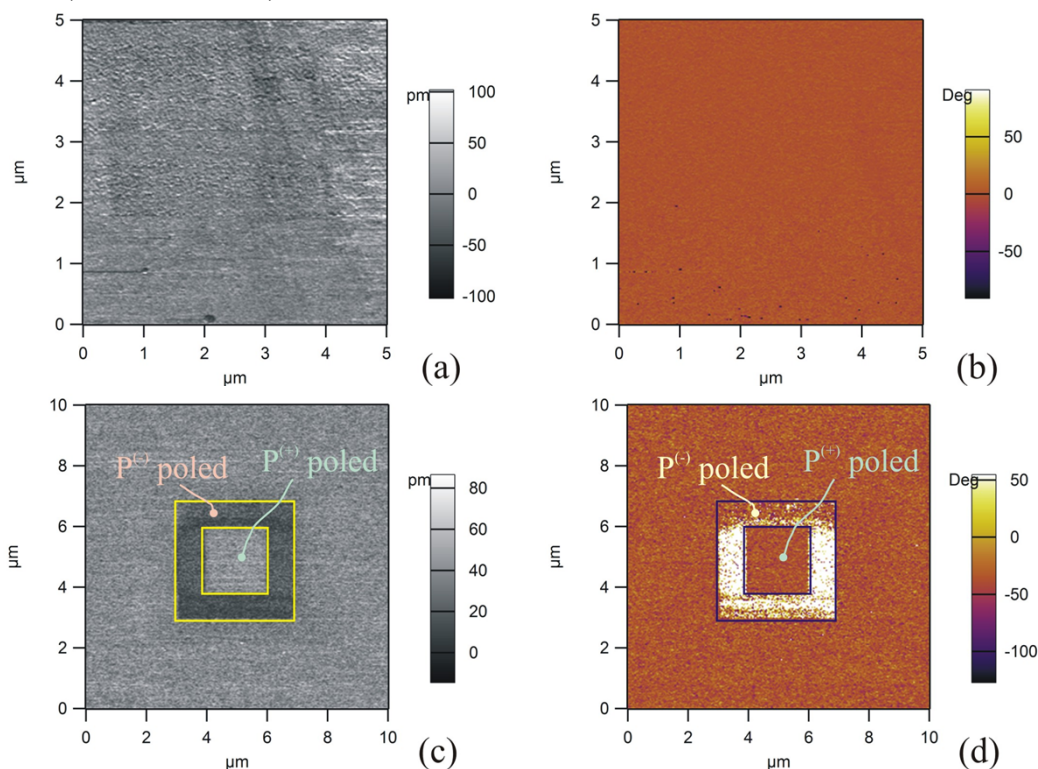 5
4
3
2
1
0
µm
0 1 2 3 4 5
µm
pm
100
50
0
-50
-100
(a)
5
4
3
2
1
0
µm
0 1 2 3 4 5
µm
Deg
50
0
-50
(b)
10
8
6
4
2
0
µm
P(-) poled
P(+) poled
0 2 4 6 8 10
µm
pm
80
60
40
20
0
(c)
10
8
6
4
2
0
µm
P(-) poled
P(+) poled
0 2 4 6 8 10
µm
Deg
50
0
-50
-100
(d)